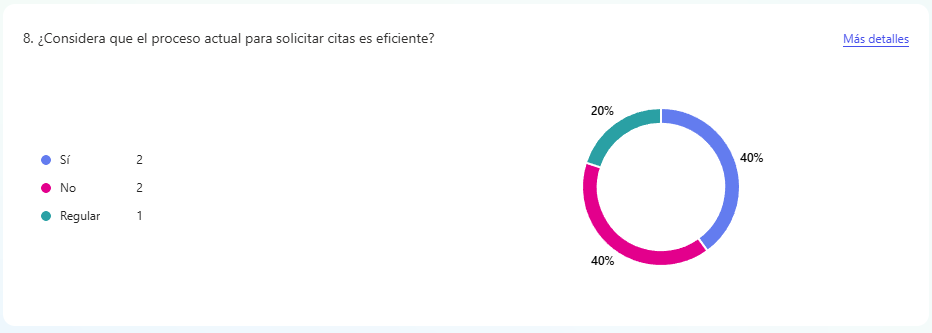 8. ¿Considera que el proceso actual para solicitar citas es eficiente?
Más detalles
Sí 2
No 2
Regular 1
20%
40%
40%